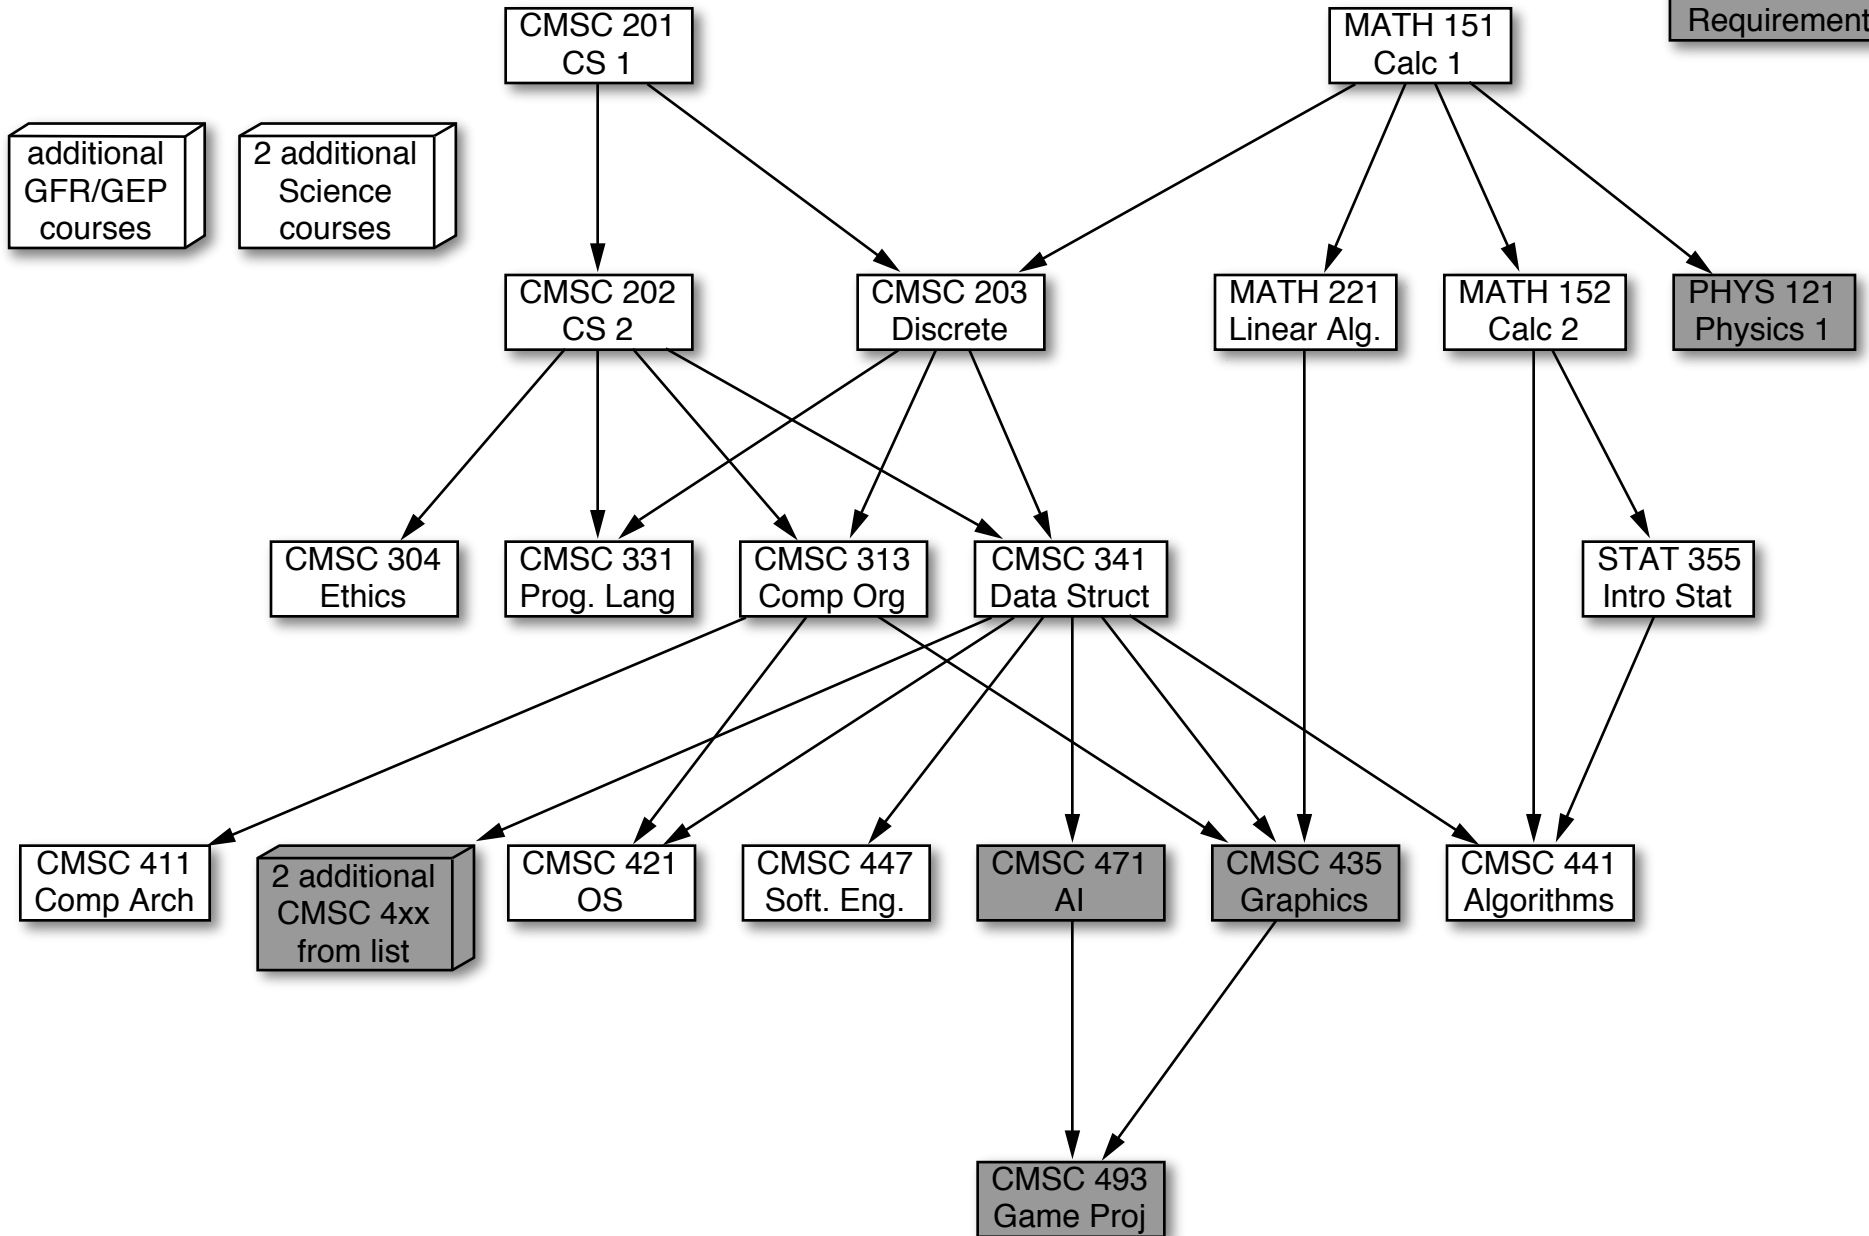 CMSC 201
CS 1
MATH 151
Calc 1
Requirement
additional
GFR/GEP
courses
2 additional
Science
courses
CMSC 202
CS 2
CMSC 203
Discrete
MATH 221
Linear Alg.
MATH 152
Calc 2
PHYS 121
Physics 1
CMSC 304
Ethics
CMSC 331
Prog. Lang
CMSC 313
Comp Org
CMSC 341
Data Struct
STAT 355
Intro Stat
CMSC 411
Comp Arch
2 additional
CMSC 4xx
from list
CMSC 421
OS
CMSC 447
Soft. Eng.
CMSC 471
AI
CMSC 435
Graphics
CMSC 441
Algorithms
CMSC 493
Game Proj